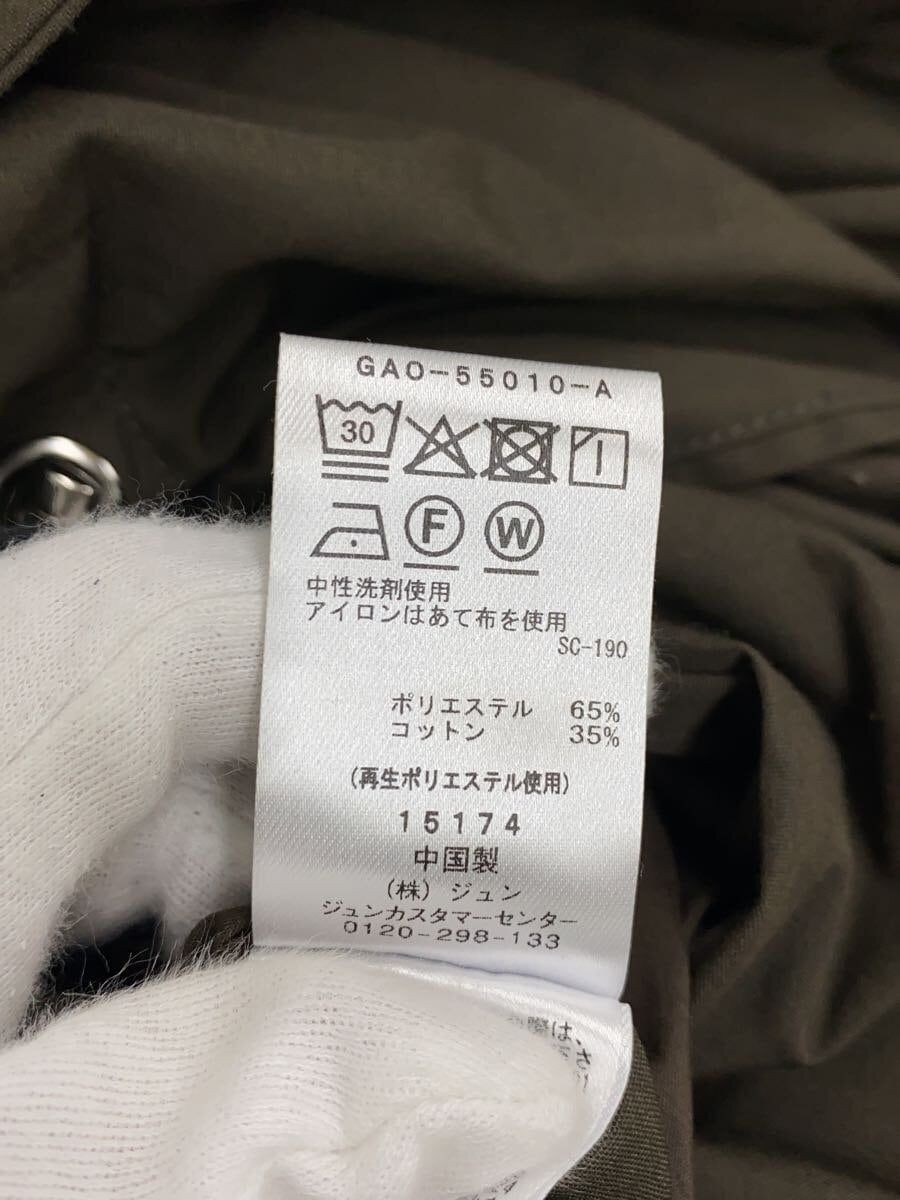 GAO-55010-A
30
F W
中性洗剤使用
アイロンはあて布を使用
SC-190
ポリエステル 65%
コットン 35%
(再生ポリエステル使用)
15174
中国製
(株) ジュン
ジュンカスタマーセンター
0120-298-133
際は、さ